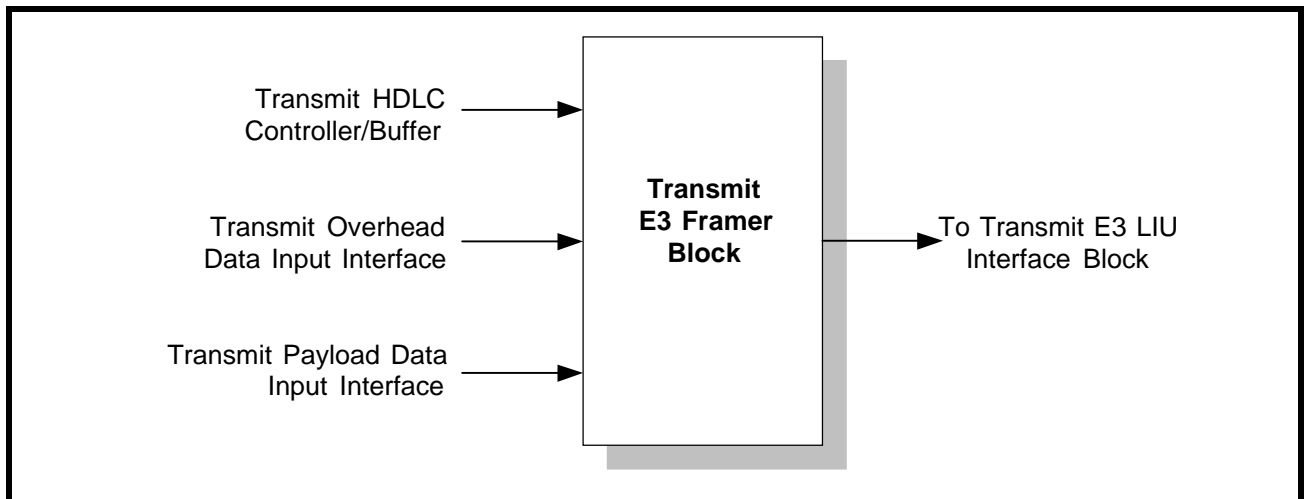 Transmit HDLC
Controller/Buffer
Transmit Overhead
Data Input Interface
Transmit Payload Data
Input Interface
Transmit
E3 Framer
Block
To Transmit E3 LIU
Interface Block